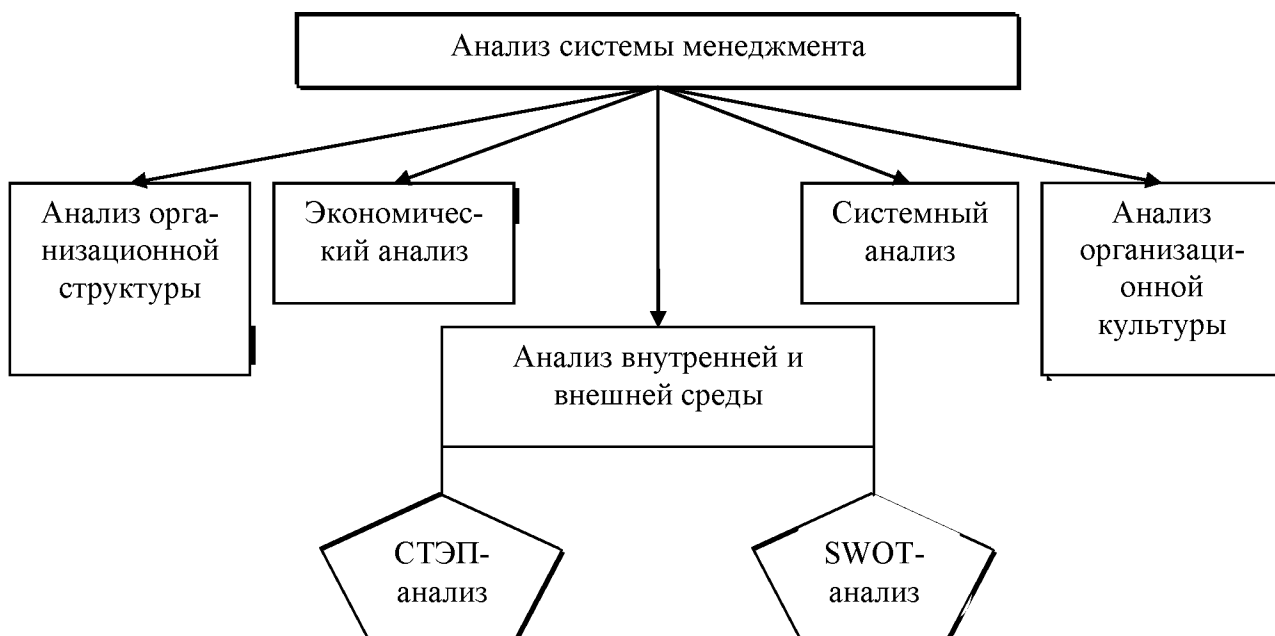 Анализ системы менеджмента
Анализ орга-
низационной
структуры
Экономичес-
кий анализ
Системный
анализ
Анализ
организаци-
онной
культуры
Анализ внутренней и
внешней среды
СТЭП-
анализ
SWOT-
анализ